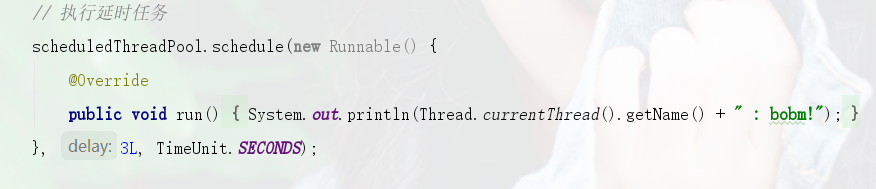 // 执行延时任务
scheduledThreadPool.schedule(new Runnable() {
@Override
public void run() { System.out.println(Thread.currentThread().getName() + " : bobm!"); }
}, delay: 3L, TimeUnit.SECONDS);